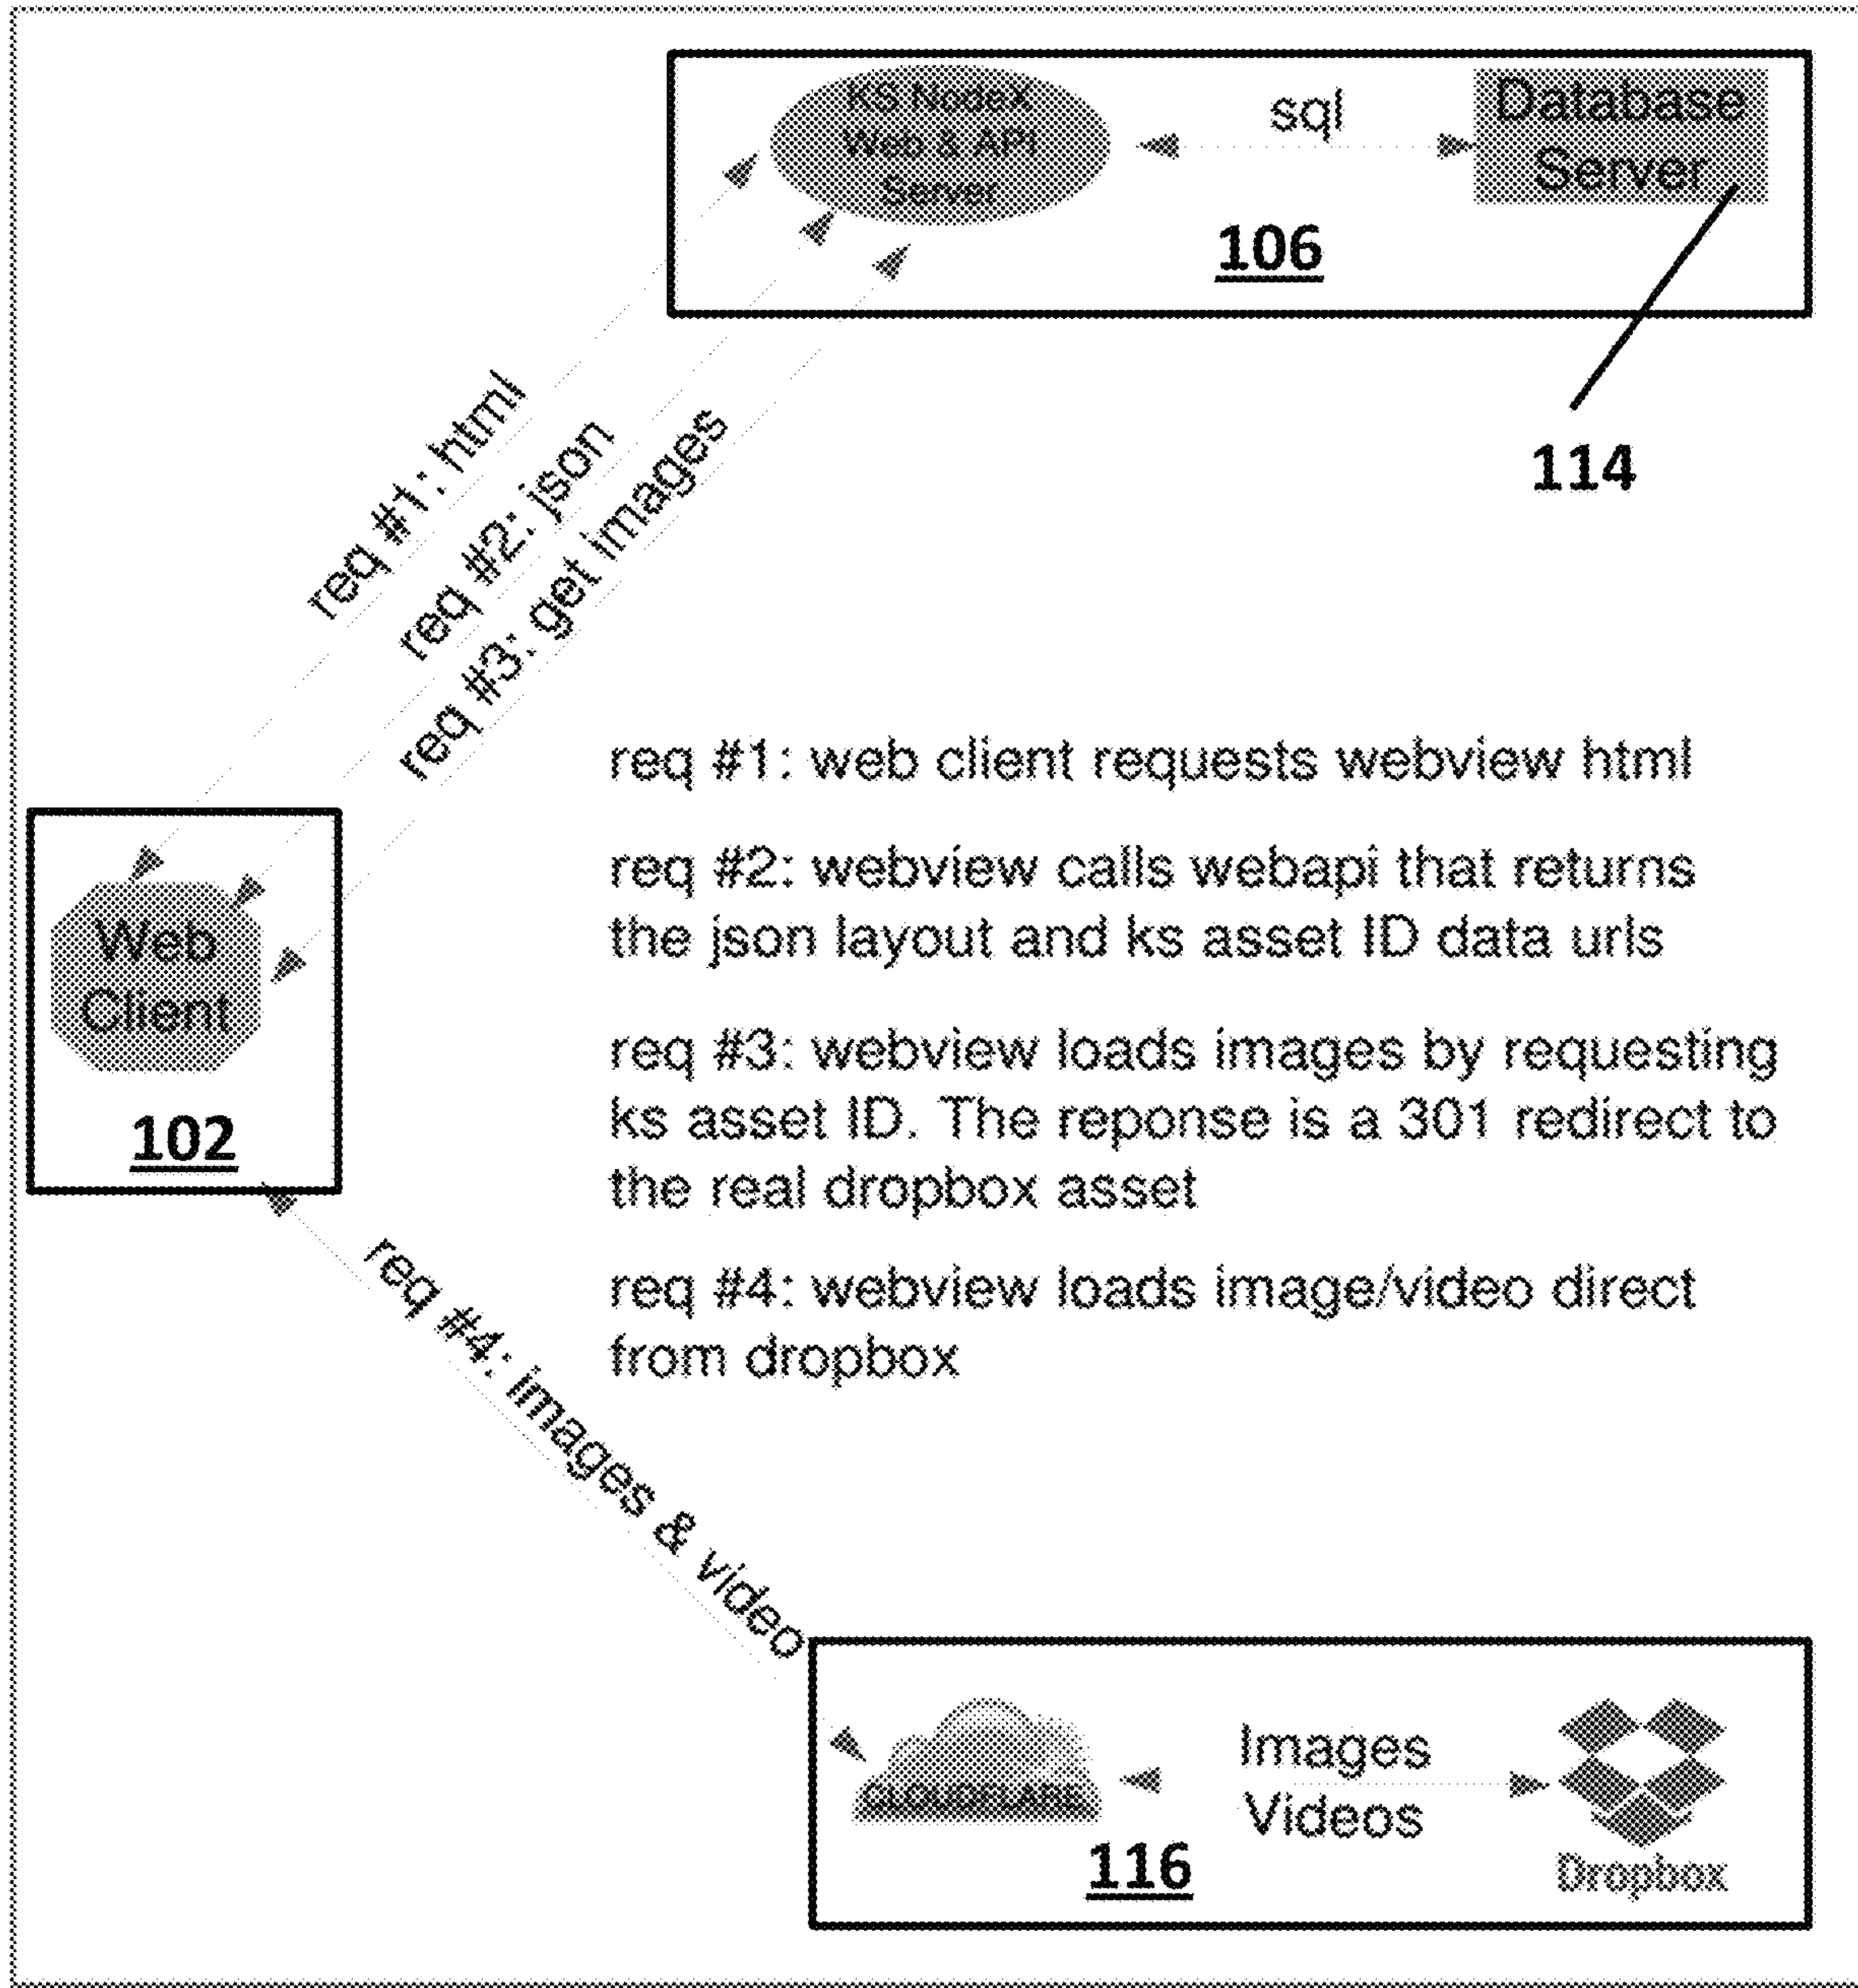 KS NodeX
Web & API
Server
sql
Database
Server
106
114
req #1: html
req #2: json
req #3: get images
req #1: web client requests webview html
req #2: webview calls webapi that returns
the json layout and ks asset ID data urls
req #3: webview loads images by requesting
ks asset ID. The reponse is a 301 redirect to
the real dropbox asset
req #4: webview loads image/video direct
from dropbox
Web
Client
102
req #4: images & video
CLOUDFLARE
Images
Videos
116
Dropbox